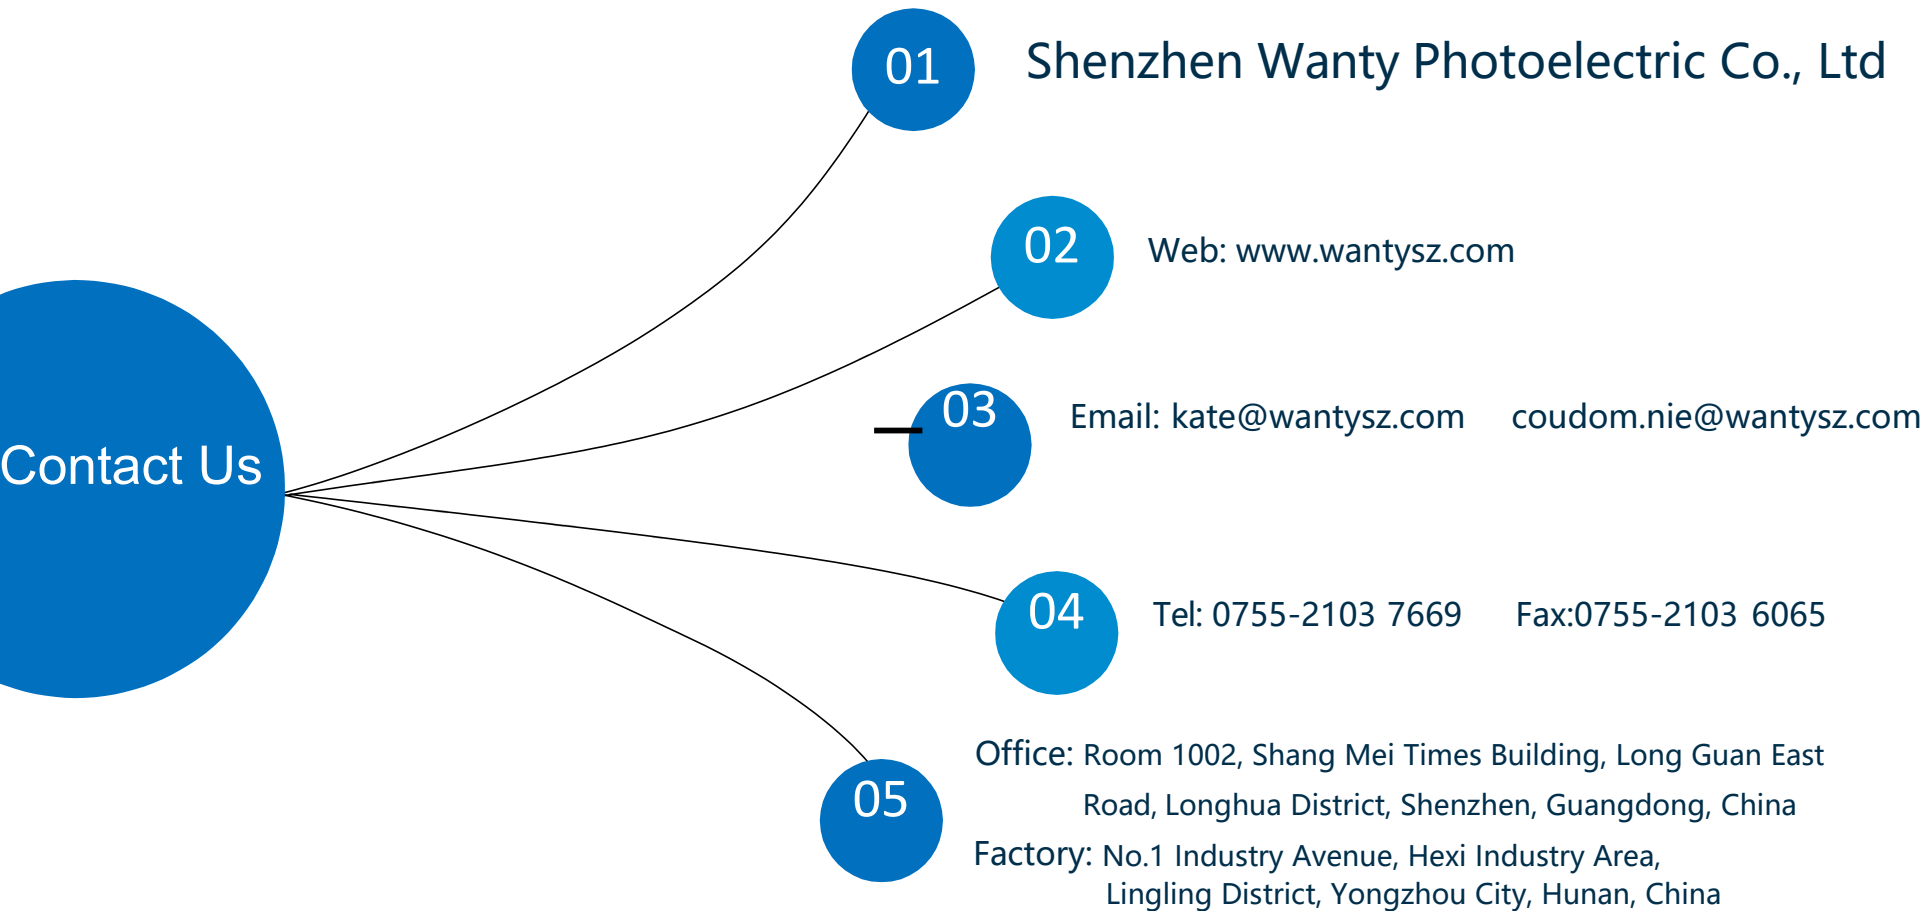 Contact Us
01
Shenzhen Wanty Photoelectric Co., Ltd
02
Web: www.wantysz.com
03
Email: kate@wantysz.com coudom.nie@wantysz.com
04
Tel: 0755-2103 7669 Fax:0755-2103 6065
05
Office: Room 1002, Shang Mei Times Building, Long Guan East
Road, Longhua District, Shenzhen, Guangdong, China
Factory: No.1 Industry Avenue, Hexi Industry Area,
Lingling District, Yongzhou City, Hunan, China